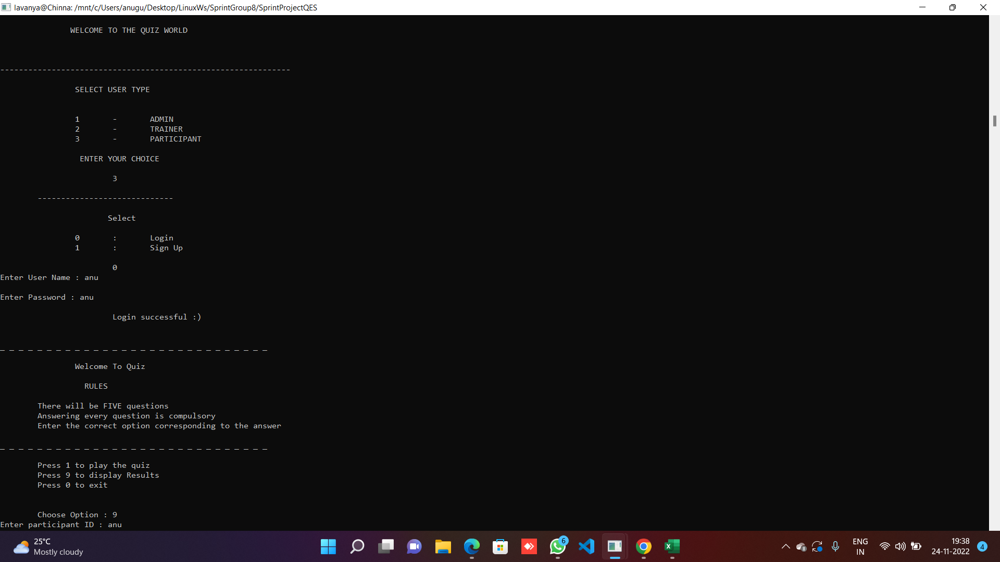 lavanya@Chinna: /mnt/c/Users/anugu/Desktop/LinuxWs/SprintGroup8/SprintProjectQES
WELCOME TO THE QUIZ WORLD
--------------------------------------------------------------
SELECT USER TYPE
1 - ADMIN
2 - TRAINER
3 - PARTICIPANT
ENTER YOUR CHOICE
3
-----------------------------
Select
0 : Login
1 : Sign Up
0
Enter User Name : anu
Enter Password : anu
Login successful :)
_ _ _ _ _ _ _ _ _ _ _ _ _ _ _ _ _ _ _ _ _ _ _ _ _ _ _ _ _
Welcome To Quiz
RULES
There will be FIVE questions
Answering every question is compulsory
Enter the correct option corresponding to the answer
_ _ _ _ _ _ _ _ _ _ _ _ _ _ _ _ _ _ _ _ _ _ _ _ _ _ _ _ _
Press 1 to play the quiz
Press 9 to display Results
Press 0 to exit
Choose Option : 9
Enter participant ID : anu
25°C
Mostly cloudy
6
ENG
IN
19:38
24-11-2022
4